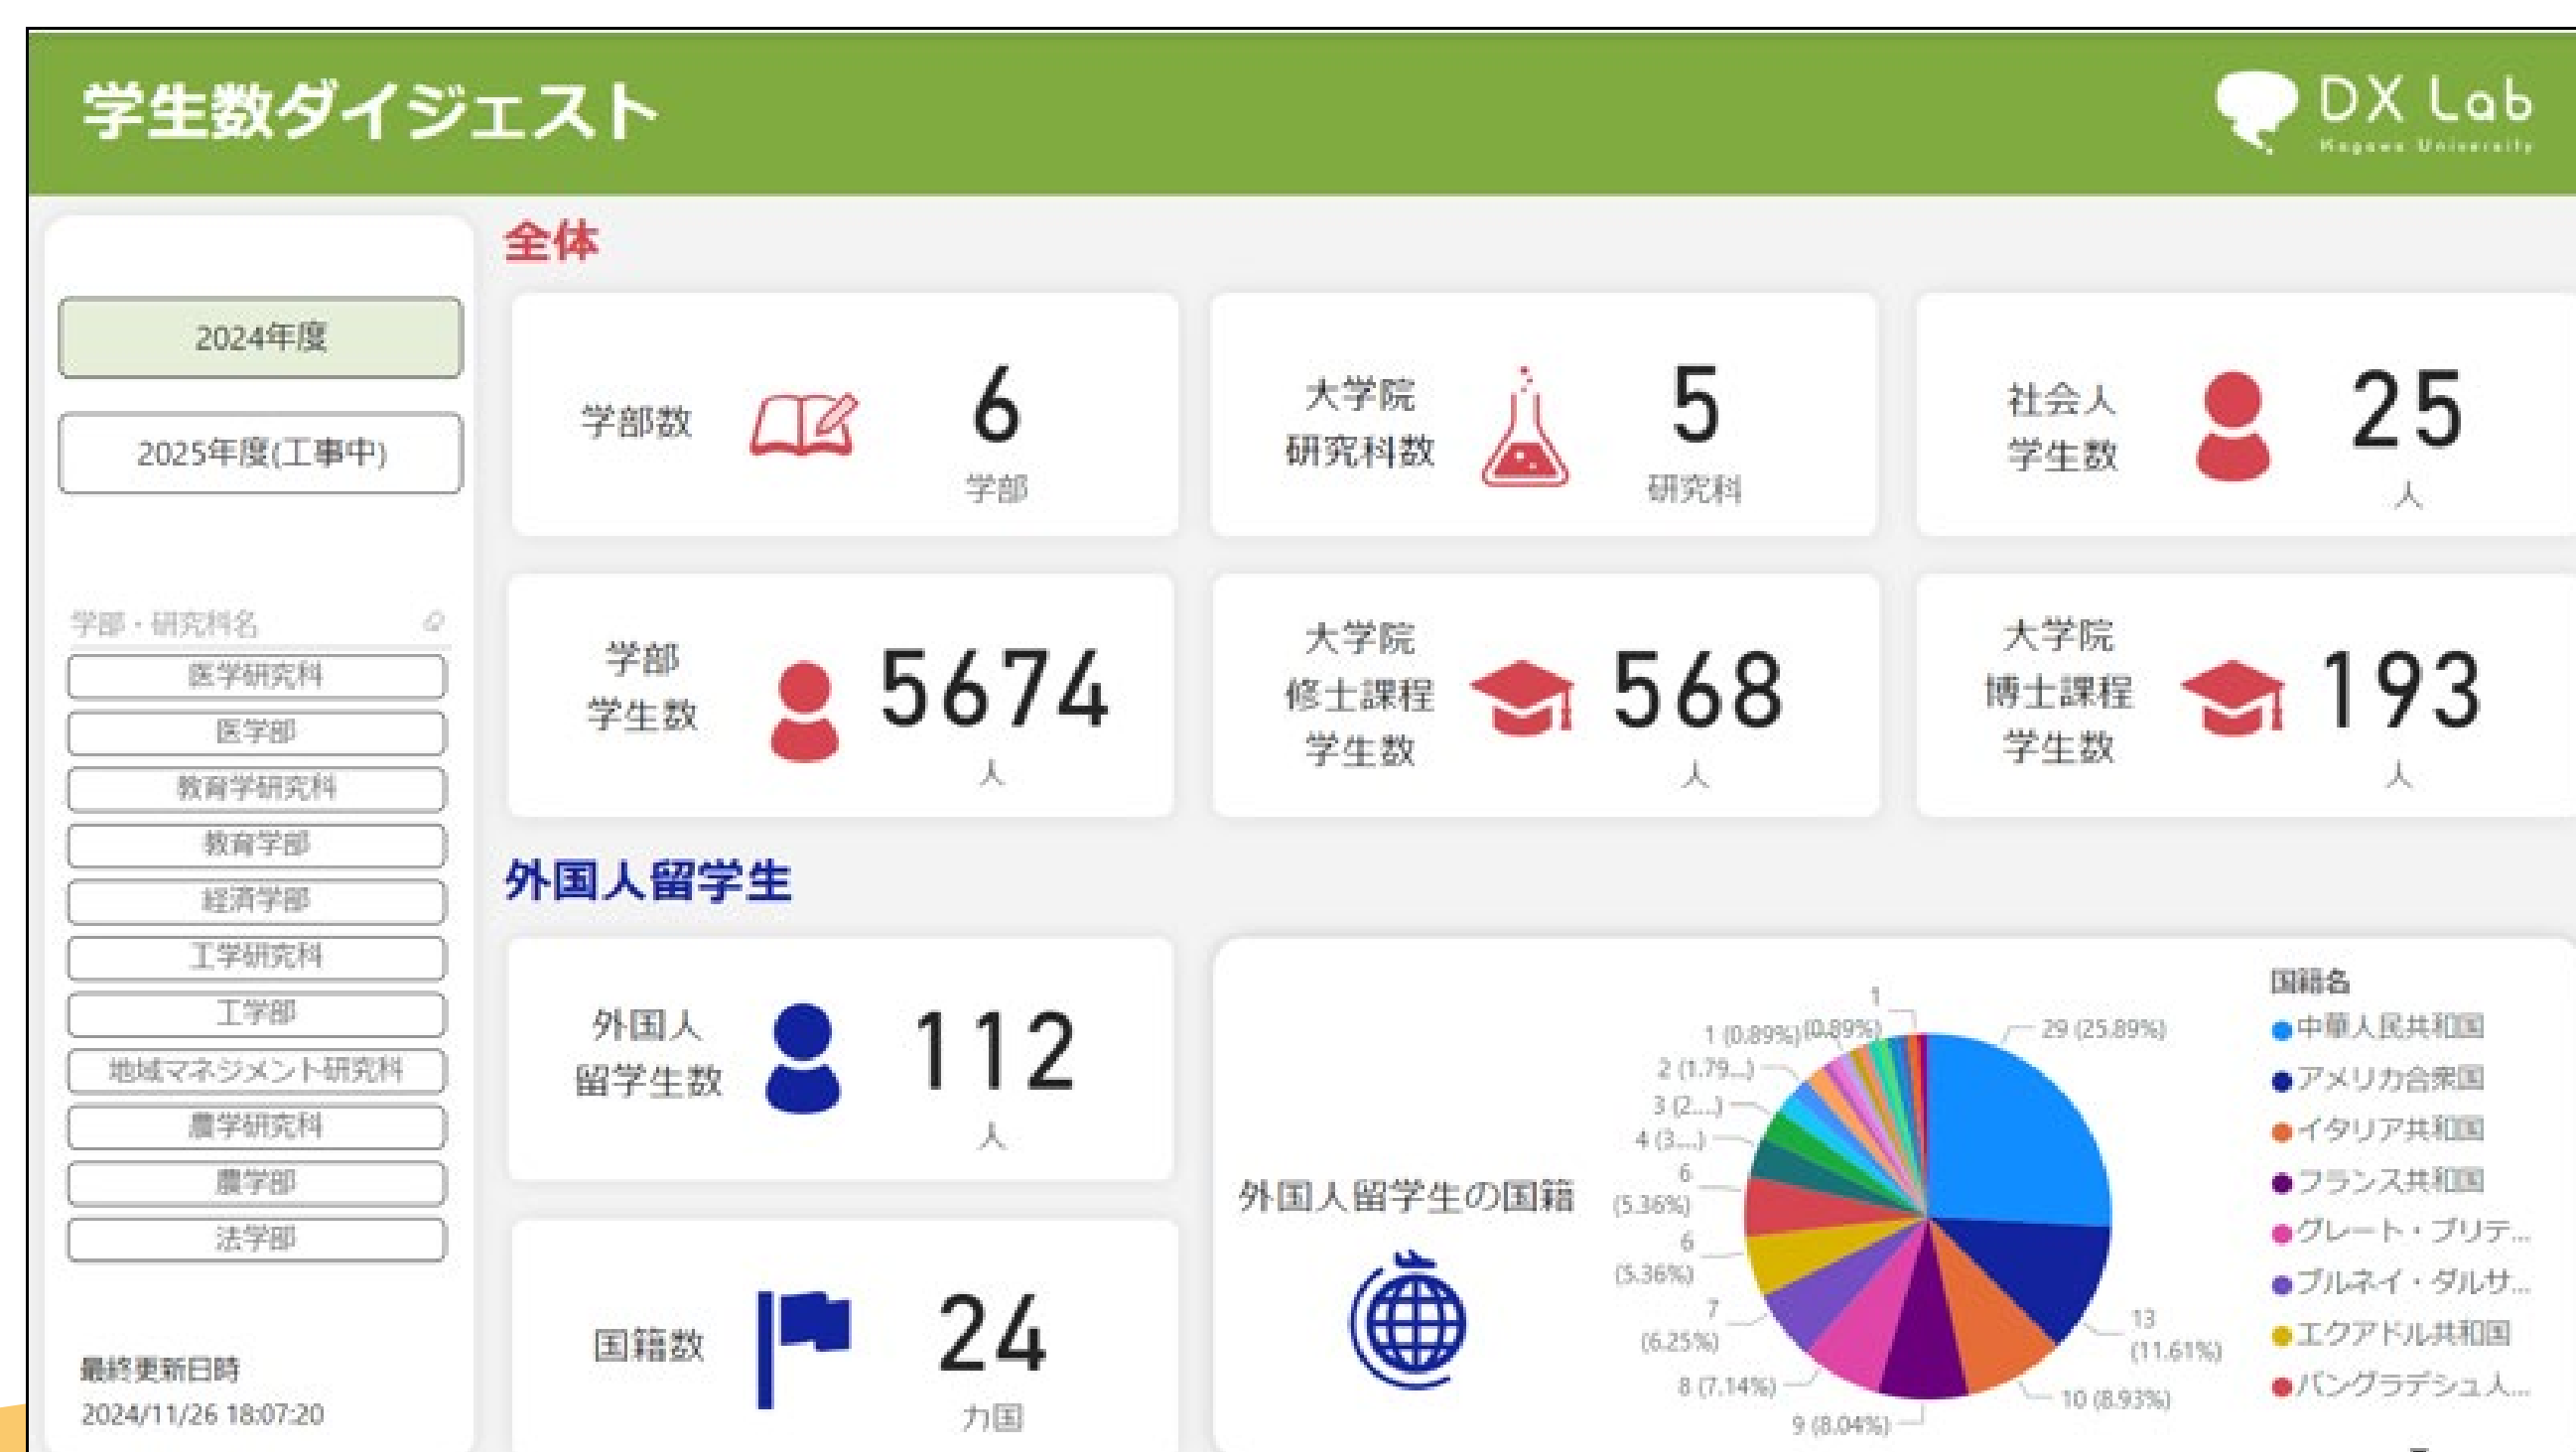 学生数ダイジェスト
DX Lab
Kagawa University
2024年度
2025年度(工事中)
学部・研究科名
医学研究科
医学部
教育学研究科
教育学部
経済学部
工学研究科
工学部
地域マネジメント研究科
農学研究科
農学部
法学部
最終更新日時
2024/11/26 18:07:20
全体
学部数
6
学部
大学院
研究科数
5
研究科
社会人
学生数
25
人
学部
学生数
5674
人
大学院
修士課程
学生数
568
人
大学院
博士課程
学生数
193
人
外国人留学生
外国人
留学生数
112
人
国籍数
24
カ国
外国人留学生の国籍
1
(0.89%)
29 (25.89%)
13
(11.61%)
10 (8.93%)
9 (8.04%)
8 (7.14%)
7
(6.25%)
6
(5.36%)
6
(5.36%)
4 (3....)
3 (2....)
2 (1.79...)
1 (0.89%)
国籍名
中華人民共和国
アメリカ合衆国
イタリア共和国
フランス共和国
グレート・ブリテ...
ブルネイ・ダルサ...
エクアドル共和国
バングラデシュ人...